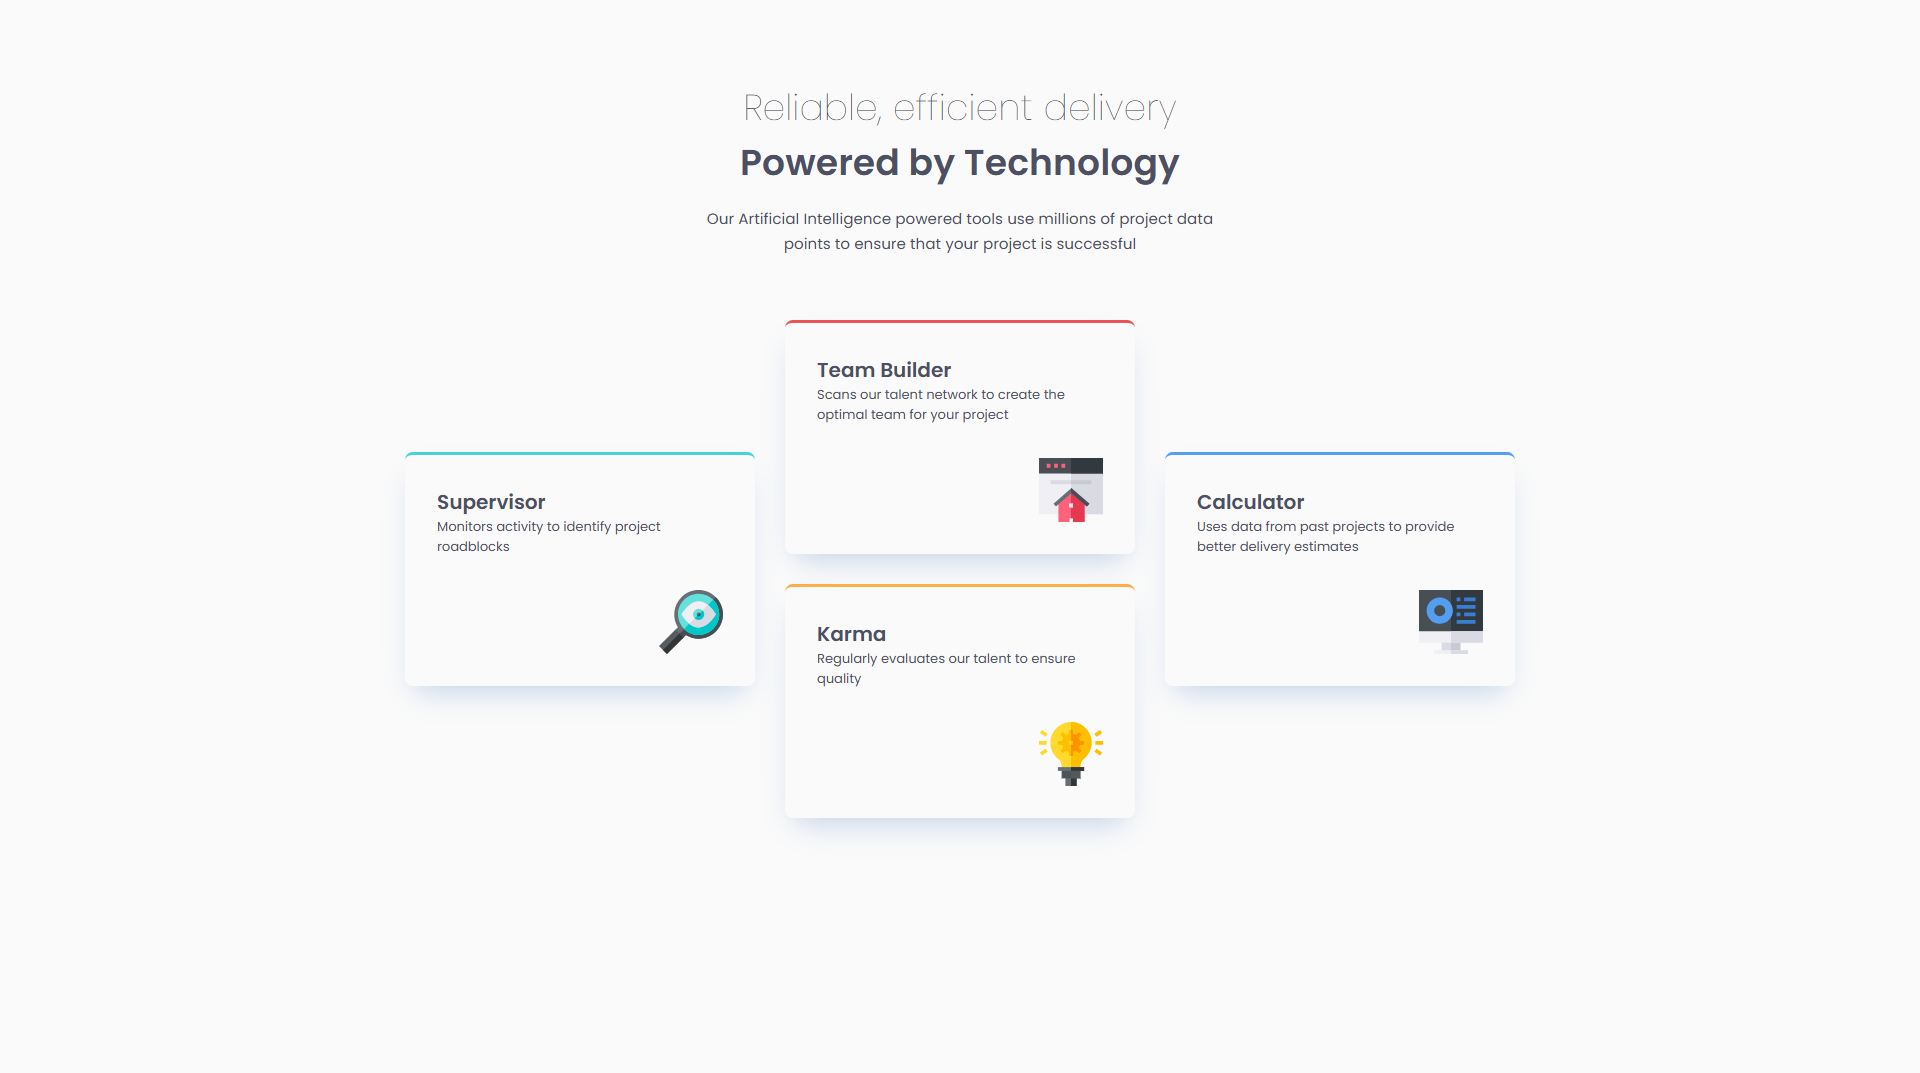 Reliable, efficient delivery
Powered by Technology
Our Artificial Intelligence powered tools use millions of project data
points to ensure that your project is successful
Supervisor
Monitors activity to identify project
roadblocks
Team Builder
Scans our talent network to create the
optimal team for your project
Karma
Regularly evaluates our talent to ensure
quality
Calculator
Uses data from past projects to provide
better delivery estimates